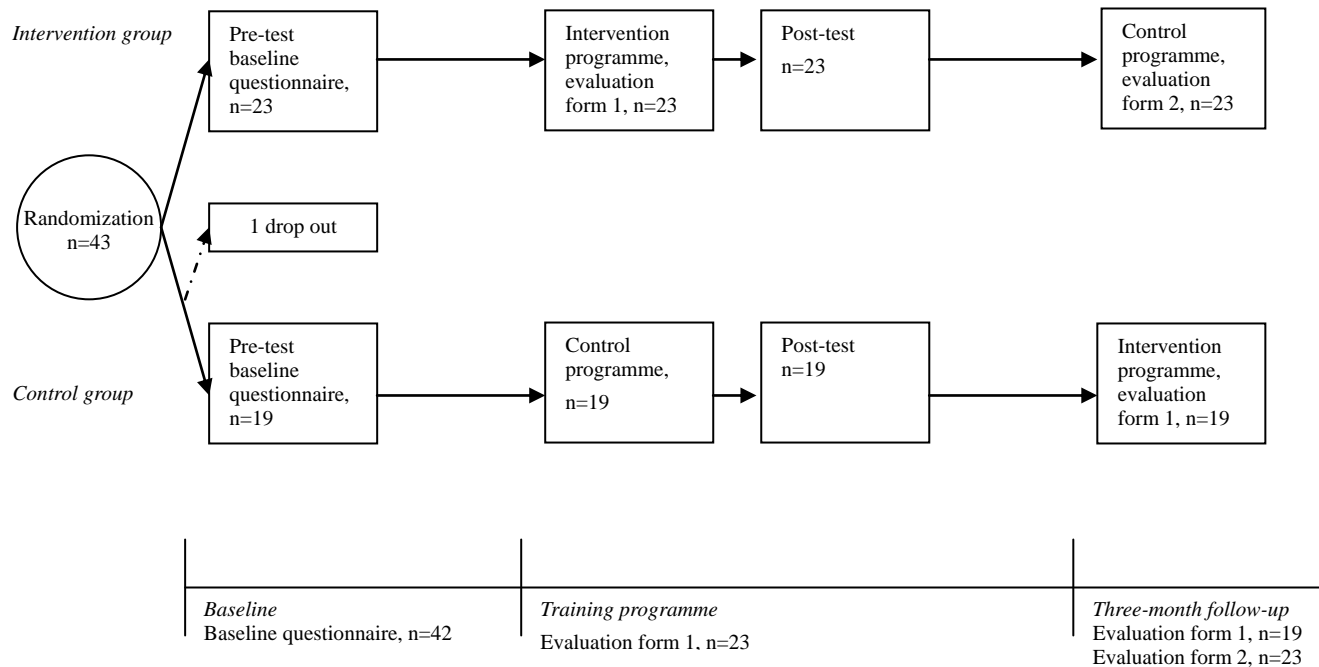 Intervention group
Pre-test
baseline
questionnaire,
n=23
Intervention
programme,
evaluation
form 1, n=23
Post-test
n=23
Control
programme,
evaluation
form 2, n=23
Randomization
n=43
1 drop out
Control group
Pre-test
baseline
questionnaire,
n=19
Control
programme,
n=19
Post-test
n=19
Intervention
programme,
evaluation
form 1, n=19
Baseline
Baseline questionnaire, n=42
Training programme
Evaluation form 1, n=23
Three-month follow-up
Evaluation form 1, n=19
Evaluation form 2, n=23